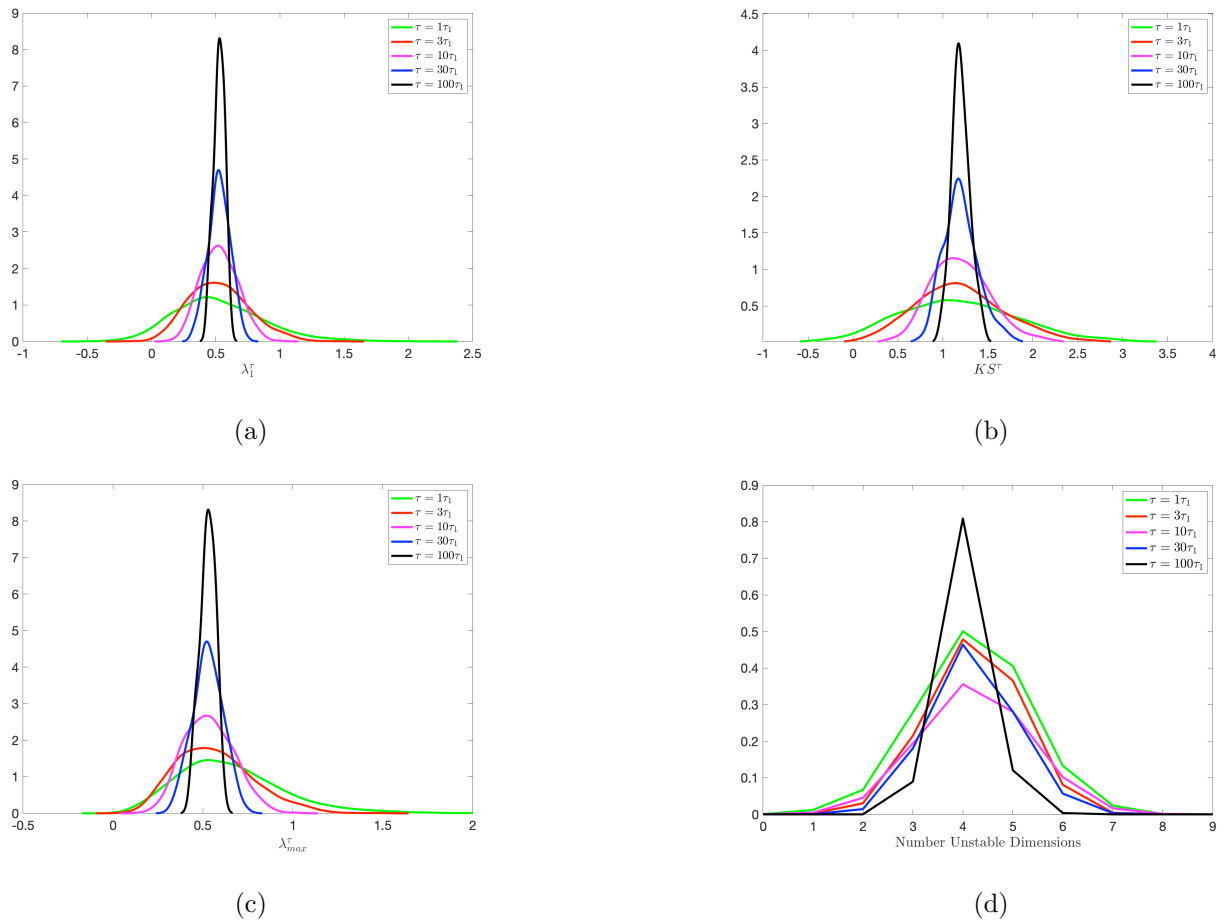 9
8
7
6
5
4
3
2
1
0
-1 -0.5 0 0.5 1 1.5 2 2.5
λ₁^τ
τ = 1τ₁
τ = 3τ₁
τ = 10τ₁
τ = 30τ₁
τ = 100τ₁
(a)
4.5
4
3.5
3
2.5
2
1.5
1
0.5
-1 -0.5 0 0.5 1 1.5 2 2.5 3 3.5 4
KS^τ
τ = 1τ₁
τ = 3τ₁
τ = 10τ₁
τ = 30τ₁
τ = 100τ₁
(b)
9
8
7
6
5
4
3
2
1
0
-0.5 0 0.5 1 1.5 2
λ_max^τ
τ = 1τ₁
τ = 3τ₁
τ = 10τ₁
τ = 30τ₁
τ = 100τ₁
(c)
0.9
0.8
0.7
0.6
0.5
0.4
0.3
0.2
0.1
0
0 1 2 3 4 5 6 7 8 9
Number Unstable Dimensions
τ = 1τ₁
τ = 3τ₁
τ = 10τ₁
τ = 30τ₁
τ = 100τ₁
(d)